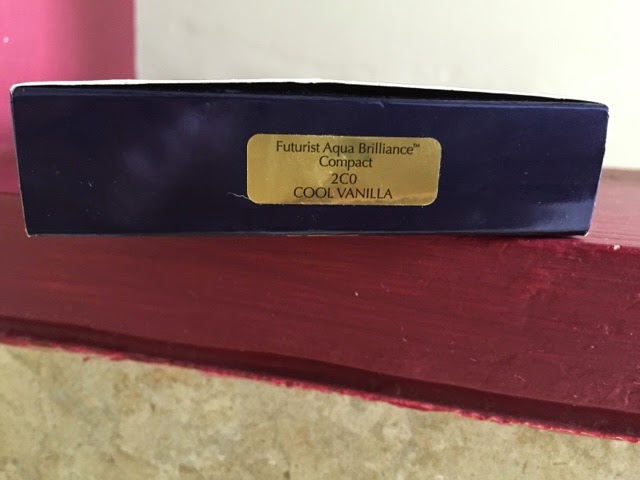 Futurist Aqua Brilliance™
Compact
2C0
COOL VANILLA